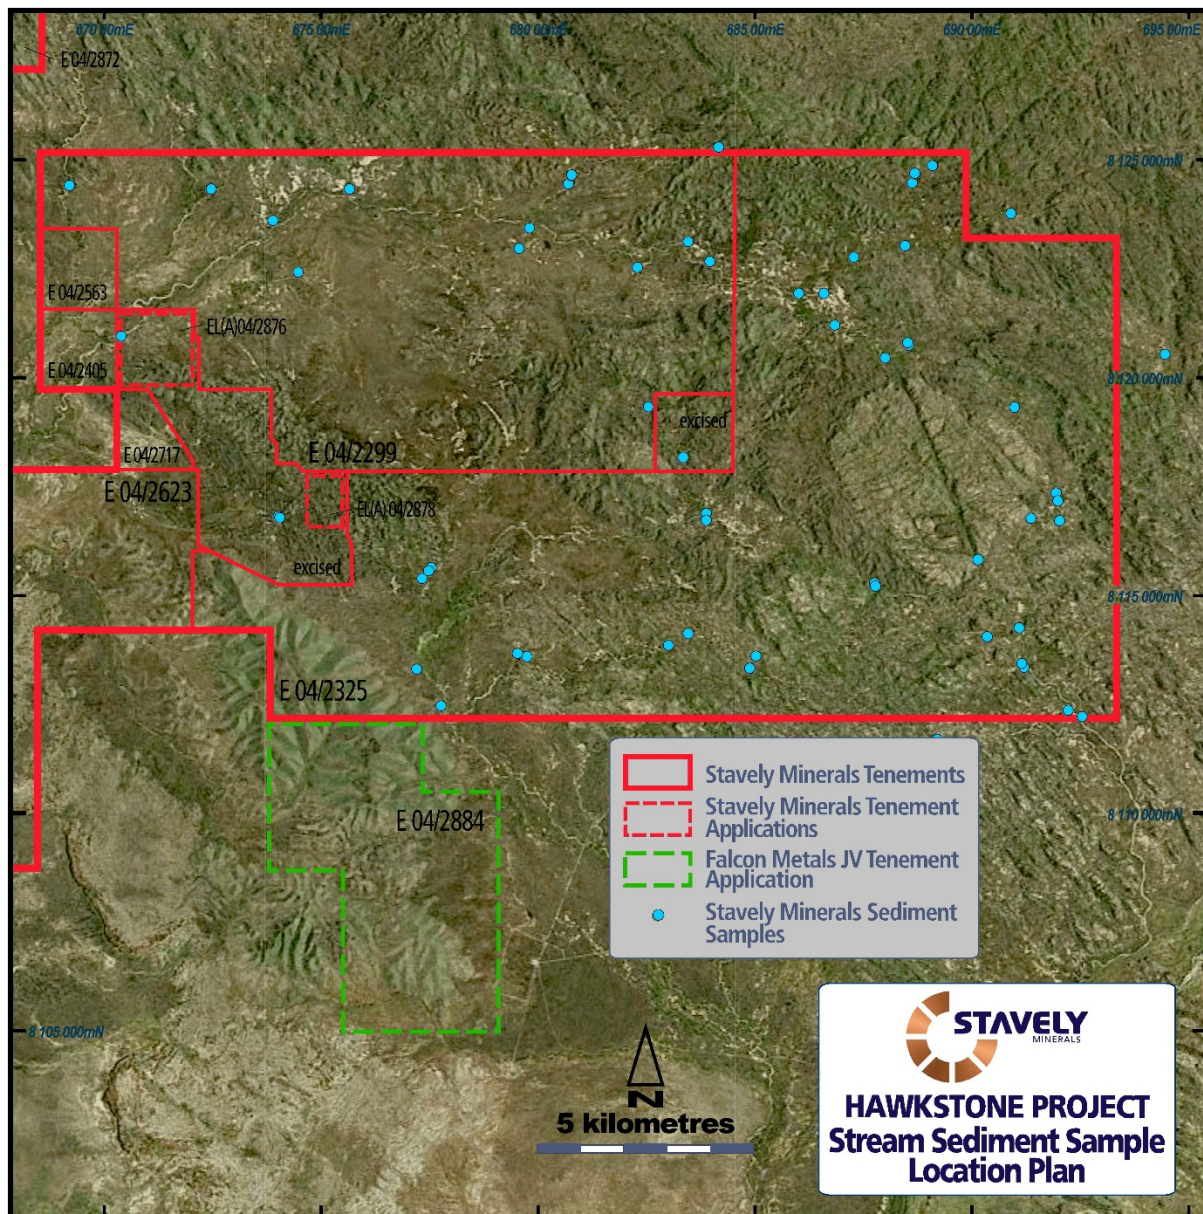 670 00mE
675 00mE
680 00mE
685 00mE
690 00mE
695 00mE
E 04/2872
8 125 000mN
E 04/2563
EL(A)04/2876
E 04/2405
8 120 000mN
excised
E 04/2717
E 04/2299
E 04/2623
EL(A) 04/2878
excised
8 115 000mN
E 04/2325
Stavely Minerals Tenements
Stavely Minerals Tenement
Applications
Falcon Metals JV Tenement
Application
Stavely Minerals Sediment
Samples
E 04/2884
8 110 000mN
8 105 000mN
N
5 kilometres
STAVELY
MINERALS
HAWKSTONE PROJECT
Stream Sediment Sample
Location Plan